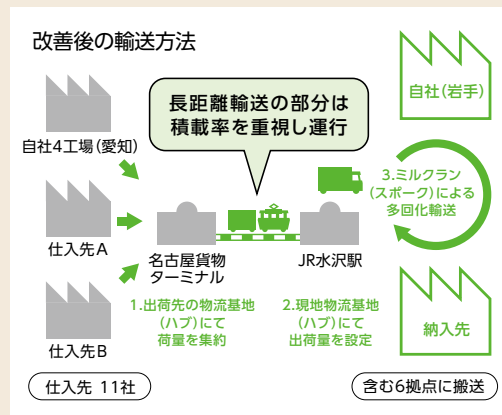 改善後の輸送方法
長距離輸送の部分は
積載率を重視し運行
自社(岩手)
自社4工場(愛知)
3.ミルクラン
(スポーク)による
多回化輸送
仕入先A
名古屋貨物
ターミナル
JR水沢駅
1.出荷先の物流基地
(ハブ)にて
荷量を集約
2.現地物流基地
(ハブ)にて
出荷量を設定
納入先
仕入先B
仕入先 11社
含む6拠点に搬送